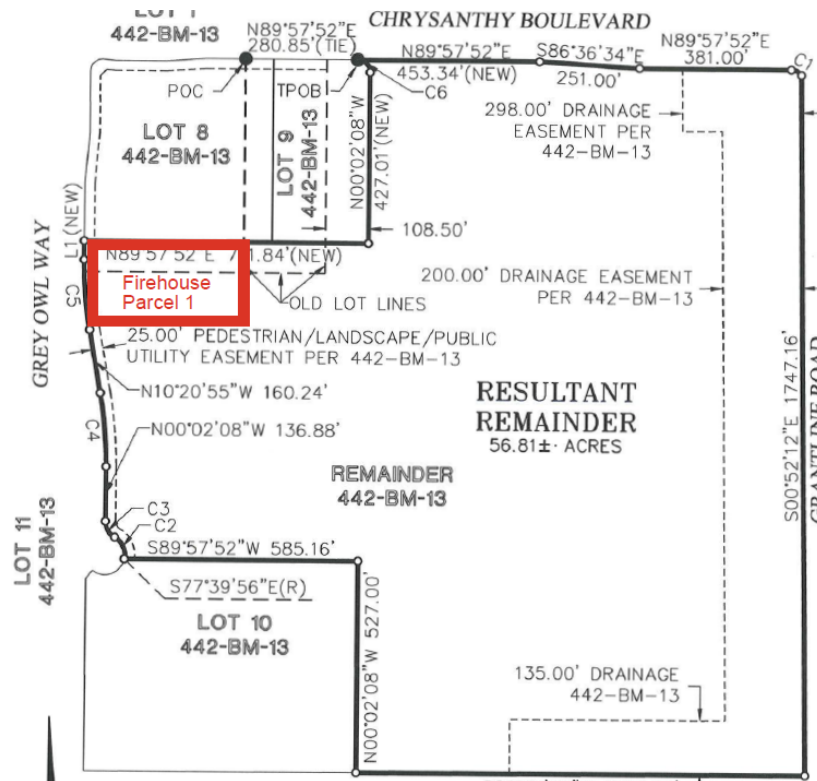 LOT 7
442-BM-13
CHRYSANTHY BOULEVARD
N89°57'52"E
280.85'(TIE)
N89°57'52"E
453.34'(NEW)
S86°36'34"E
251.00'
N89°57'52"E
381.00'
C1
POC
TPOB
C6
LOT 8
442-BM-13
LOT 9
442-BM-13
N00°02'08"W
427.01'(NEW)
298.00' DRAINAGE
EASEMENT PER
442-BM-13
108.50'
L1(NEW)
GREY OWL WAY
N89°57'52"E
.84'(NEW)
Firehouse
Parcel 1
C5
OLD LOT LINES
200.00' DRAINAGE EASEMENT
PER 442-BM-13
25.00' PEDESTRIAN/LANDSCAPE/PUBLIC
UTILITY EASEMENT PER 442-BM-13
N10°20'55"W 160.24'
C4
N00°02'08"W 136.88'
RESULTANT
REMAINDER
56.81± ACRES
S00°52'12"E 1747.16'
REMAINDER
442-BM-13
LOT 11
442-BM-13
C3
C2
S89°57'52"W 585.16'
S77°39'56"E(R)
LOT 10
442-BM-13
N00°02'08"W 527.00'
135.00' DRAINAGE
442-BM-13